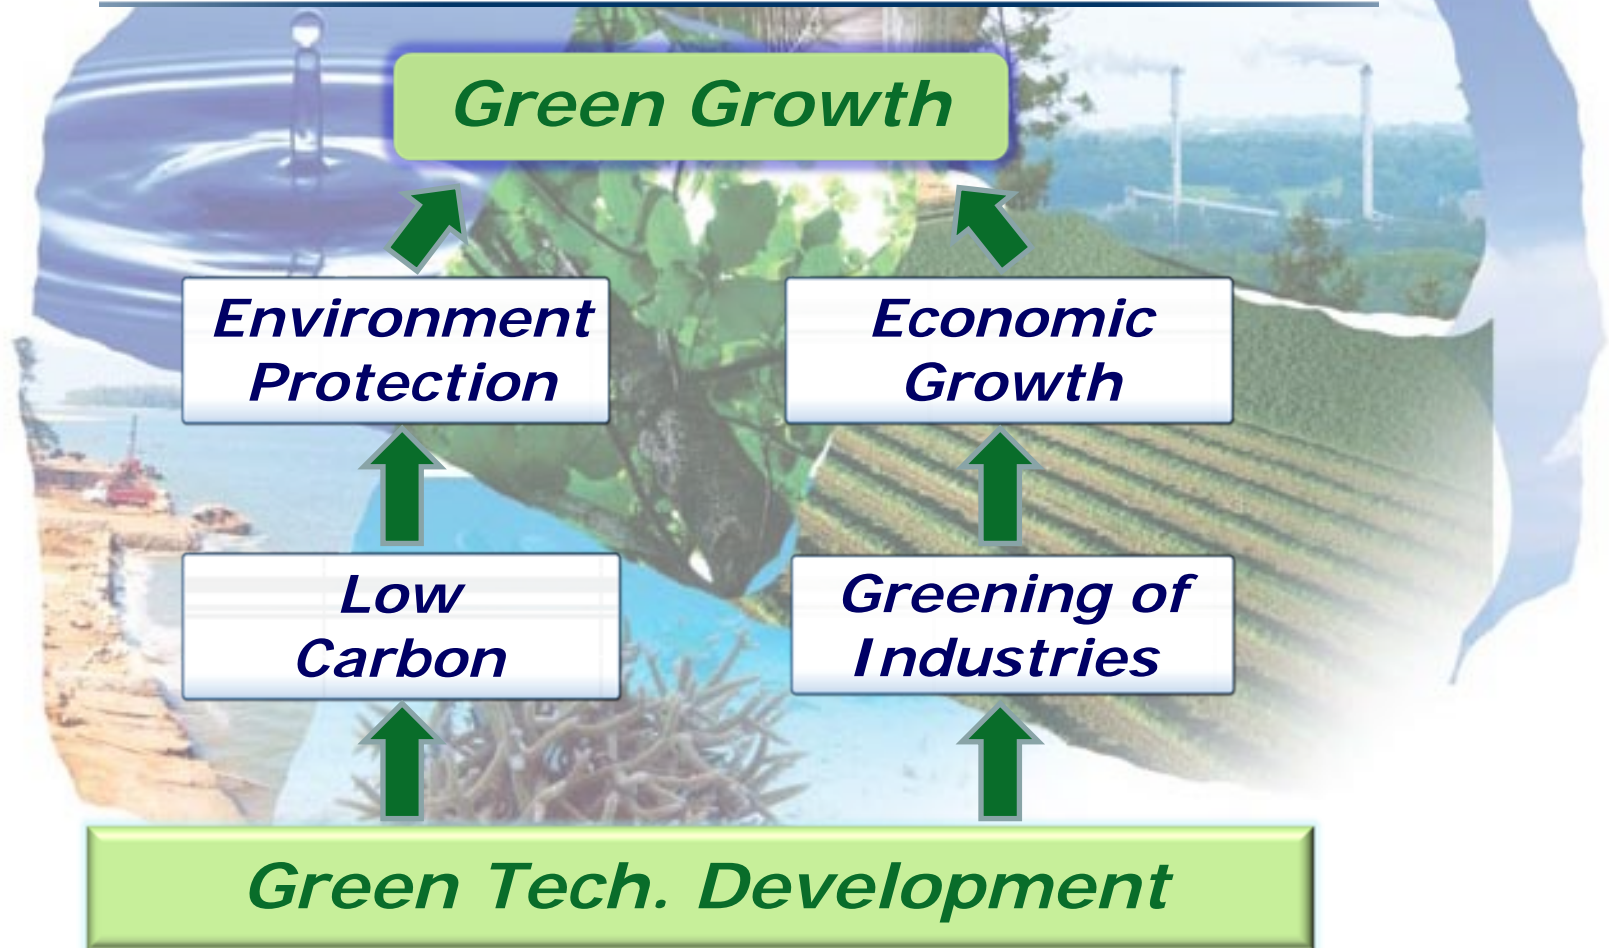 Green Growth
Environment
Protection
Economic
Growth
Low
Carbon
Greening of
Industries
Green Tech. Development